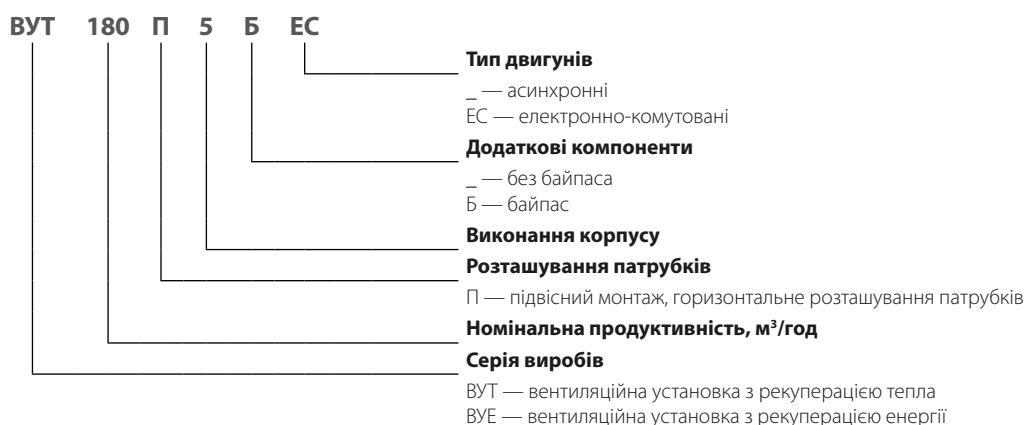 ВУТ 180 П 5 Б ЕС
Тип двигунів
_ — асинхронні
ЕС — електронно-комутовані
Додаткові компоненти
_ — без байпаса
Б — байпас
Виконання корпусу
Розташування патрубків
П — підвісний монтаж, горизонтальне розташування патрубків
Номінальна продуктивність, м³/год
Серія виробів
ВУТ — вентиляційна установка з рекуперацією тепла
ВУЕ — вентиляційна установка з рекуперацією енергії